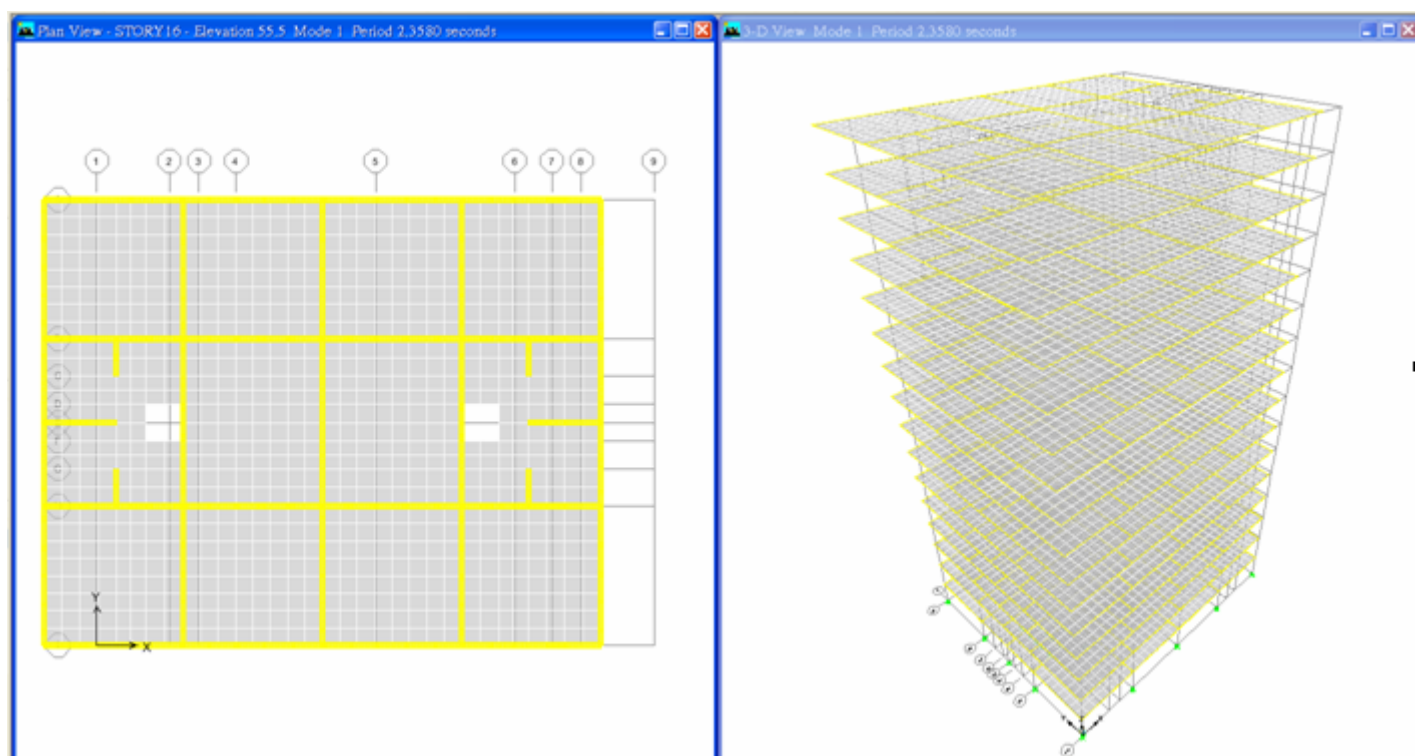 Plan View - STORY16 - Elevation 55.5 Mode 1 Period 2.3580 seconds
3-D View Mode 1 Period 2.3580 seconds
1 2 3 4 5 6 7 8 9
D
G
Y
X